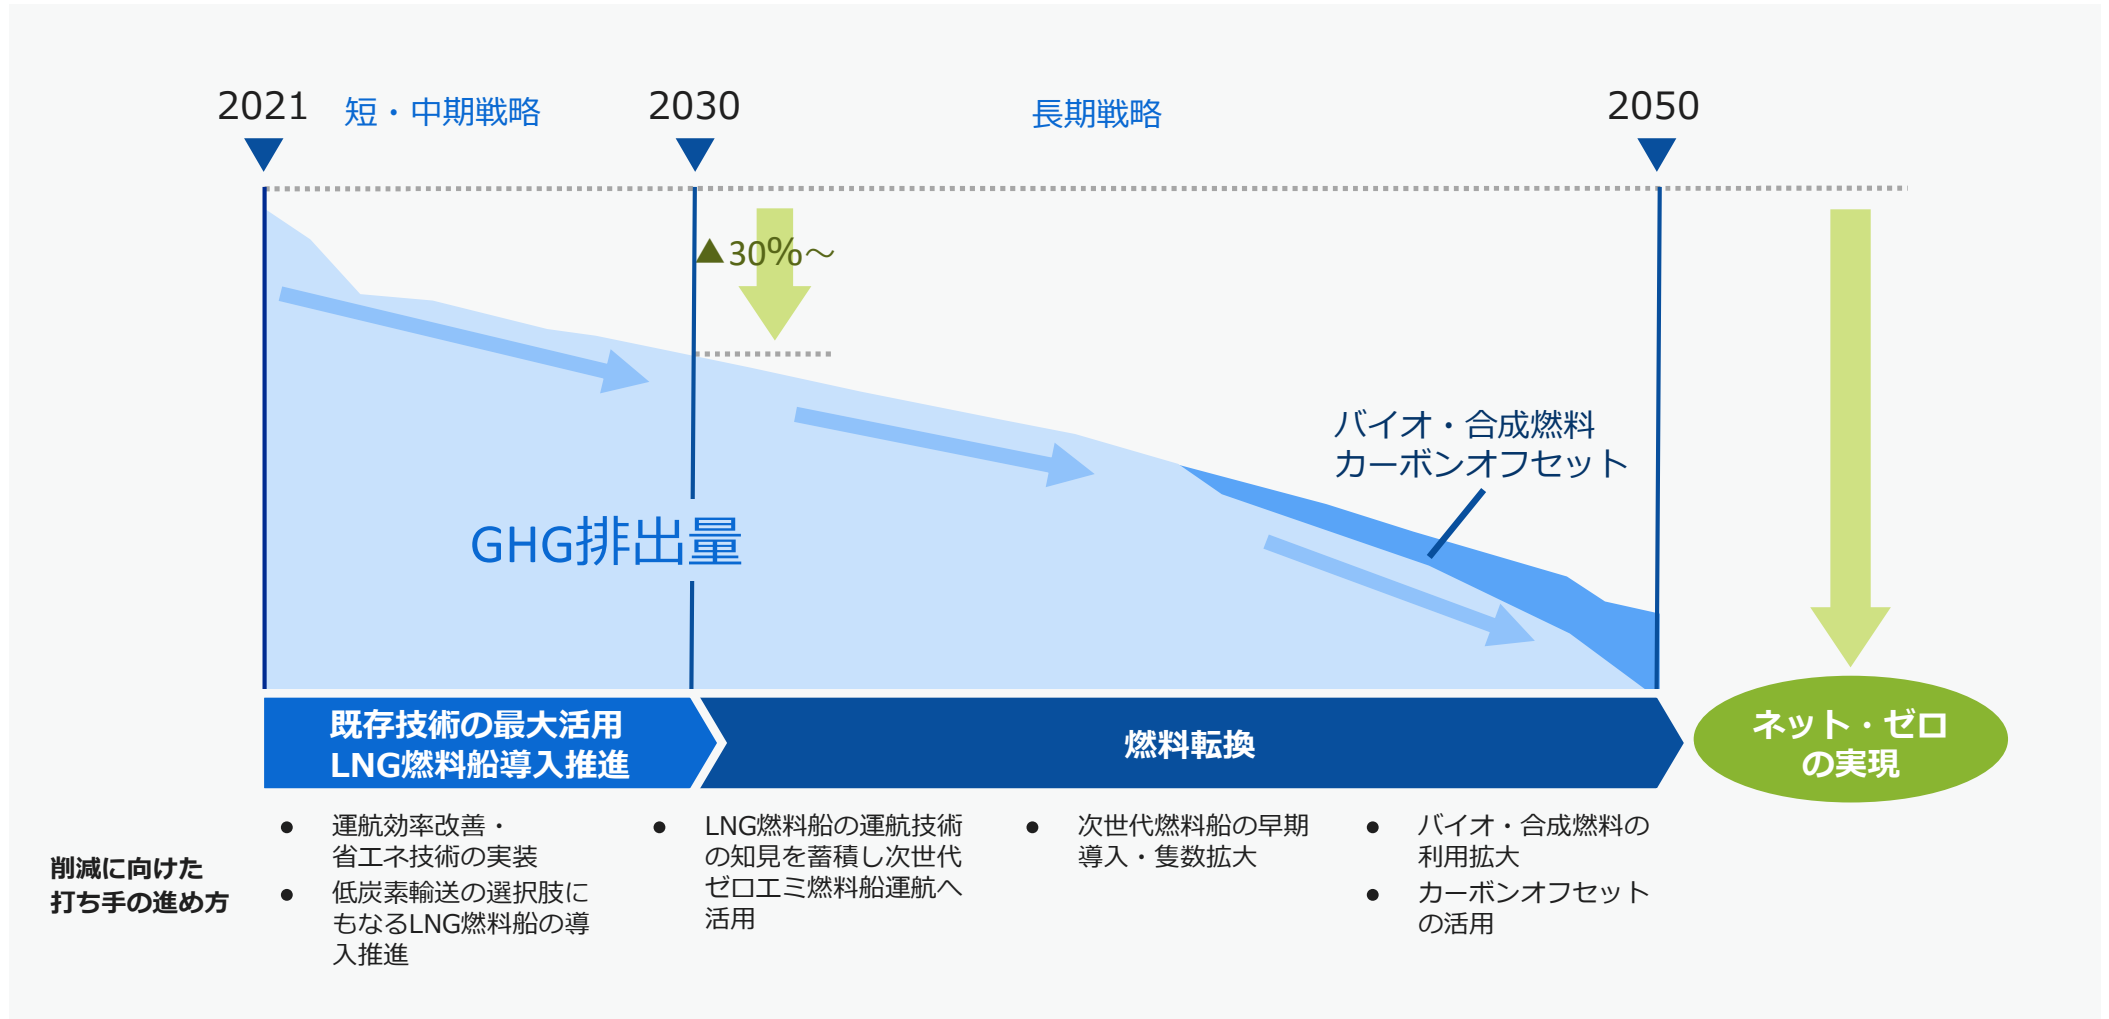 2021
短・中期戦略
2030
長期戦略
2050
▲30%～
バイオ・合成燃料
カーボンオフセット
GHG排出量
既存技術の最大活用
LNG燃料船導入推進
燃料転換
ネット・ゼロ
の実現
削減に向けた
打ち手の進め方
● 運航効率改善・
省エネ技術の実装
● 低炭素輸送の選択肢に
もなるLNG燃料船の導
入推進
● LNG燃料船の運航技術
の知見を蓄積し次世代
ゼロエミ燃料船運航へ
活用
● 次世代燃料船の早期
導入・隻数拡大
● バイオ・合成燃料の
利用拡大
● カーボンオフセット
の活用